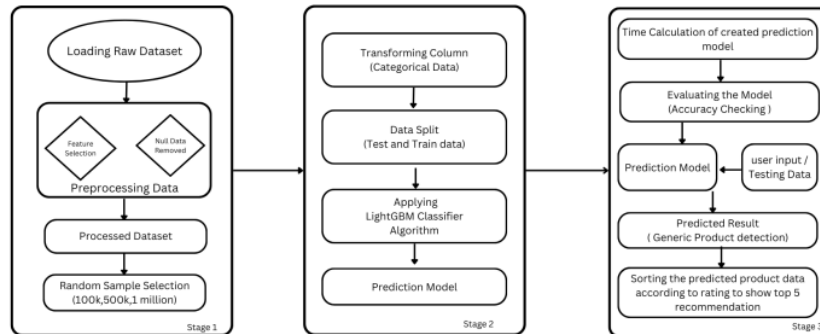 Loading Raw Dataset
Feature
Selection
Null Data
Removed
Preprocessing Data
Processed Dataset
Random Sample Selection
(100k,500k,1 million)
Stage 1
Transforming Column
(Categorical Data)
Data Split
(Test and Train data)
Applying
LightGBM Classifier
Algorithm
Prediction Model
Stage 2
Time Calculation of created prediction
model
Evaluating the Model
(Accuracy Checking )
Prediction Model
user input /
Testing Data
Predicted Result
( Generic Product detection)
Sorting the predicted product data
according to rating to show top 5
recommendation
Stage 3